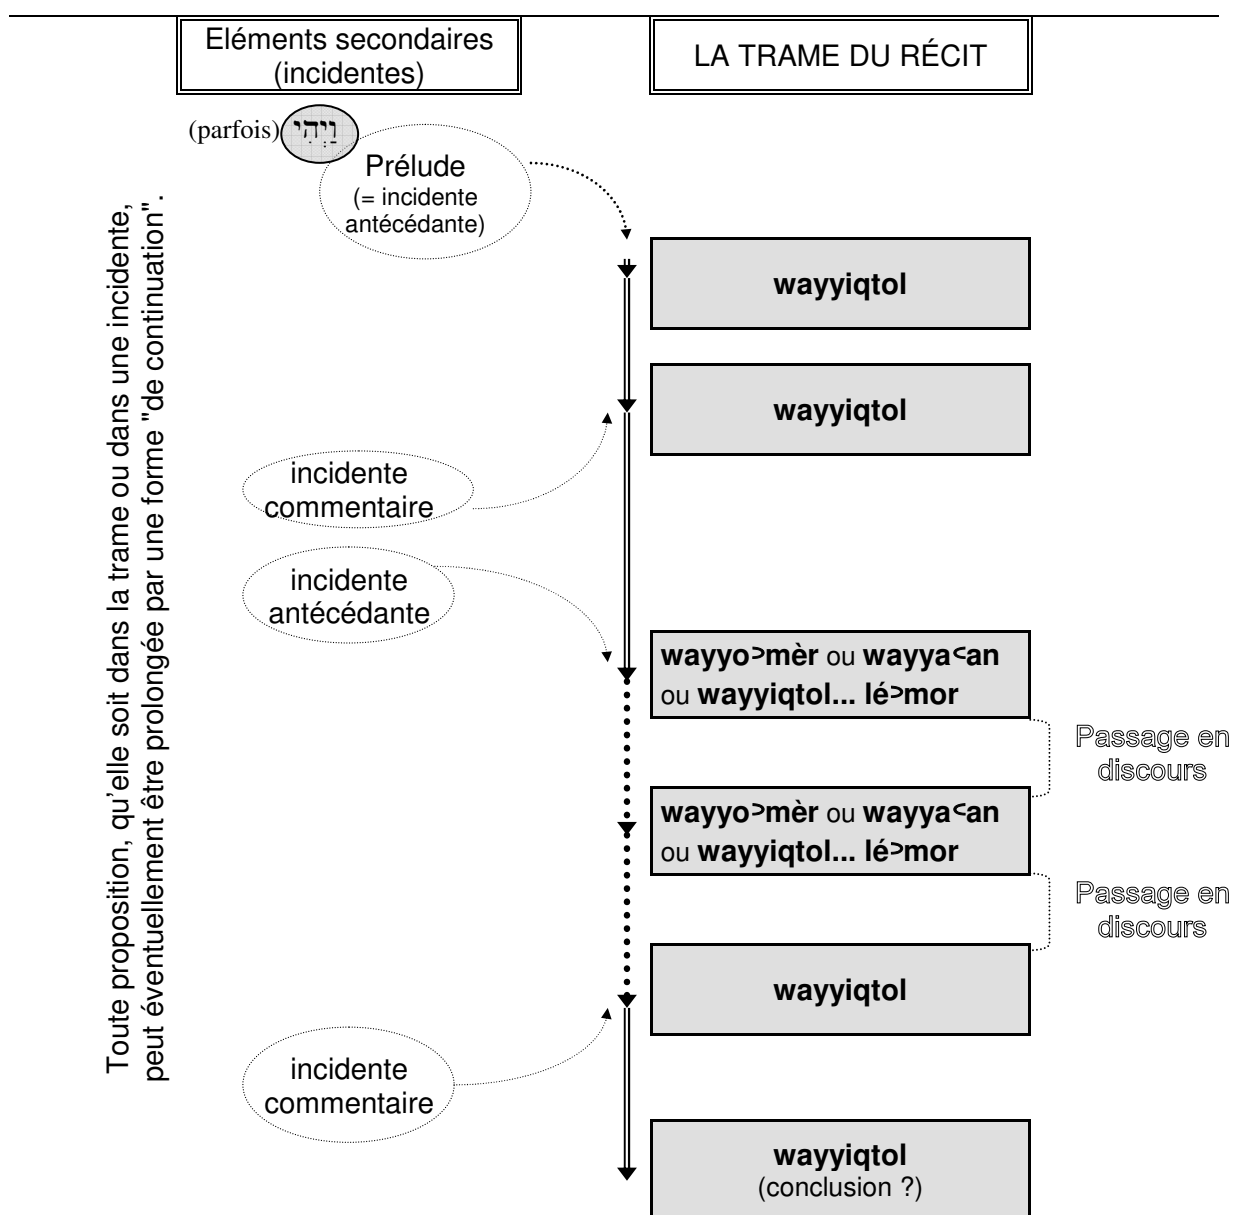 Eléments secondaires
(incidentes)
LA TRAME DU RÉCIT
(parfois) וַיְהִי
Prélude
(= incidente
antécédante)
Toute proposition, qu'elle soit dans la trame ou dans une incidente,
peut éventuellement être prolongée par une forme "de continuation".
wayyiqtol
wayyiqtol
incidente
commentaire
incidente
antécédante
wayyo˃mèr ou wayya˂an
ou wayyiqtol... lé˃mor
Passage en
discours
wayyo˃mèr ou wayya˂an
ou wayyiqtol... lé˃mor
Passage en
discours
wayyiqtol
incidente
commentaire
wayyiqtol
(conclusion ?)